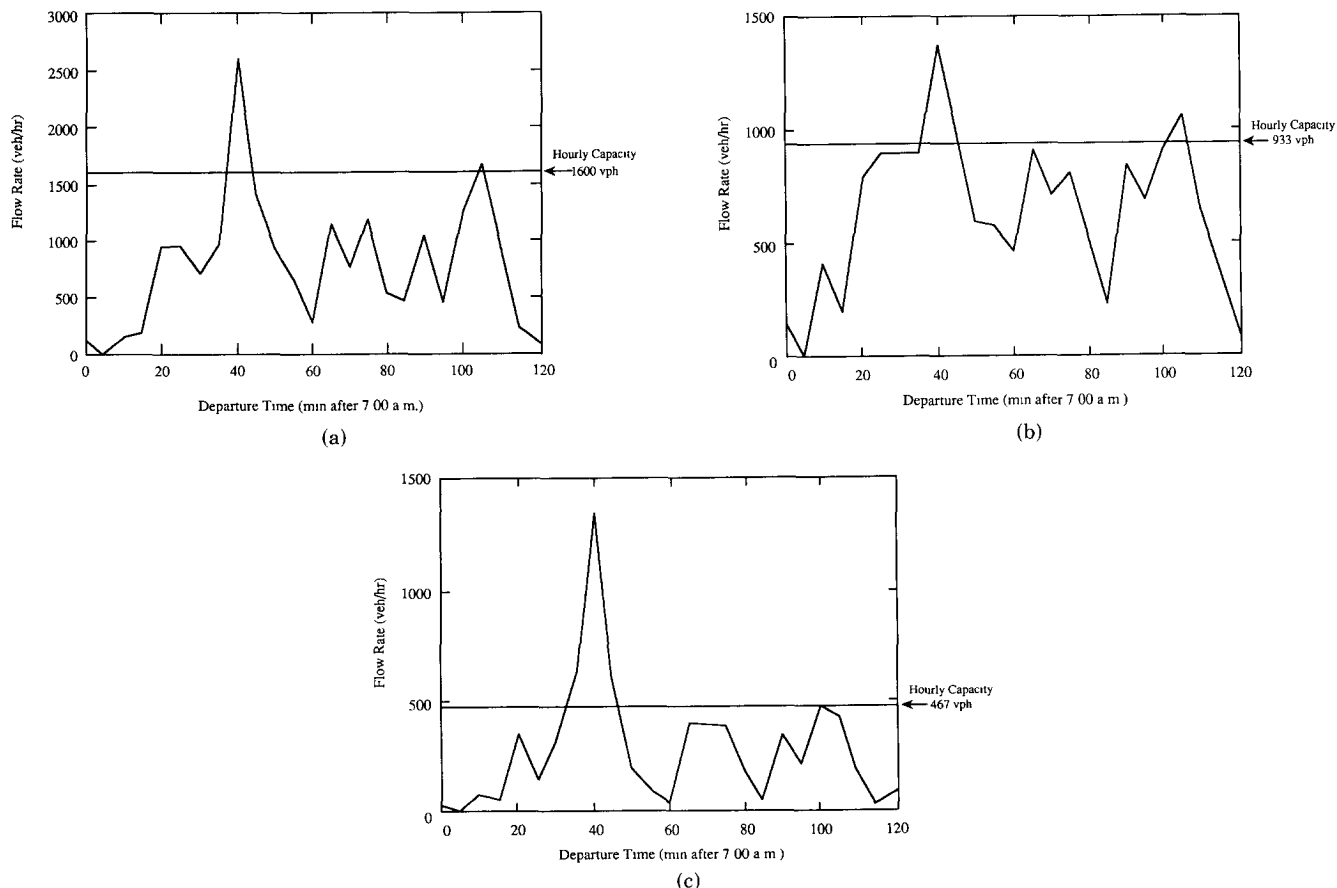 3000
2500
2000
1500
1000
500
0
Flow Rate (veh/hr)
Hourly Capacity
1600 vph
0 20 40 60 80 100 120
Departure Time (min after 7 00 a m.)
(a)
1500
1000
500
0
Flow Rate (veh/hr)
Hourly Capacity
933 vph
0 20 40 60 80 100 120
Departure Time (min after 7 00 a m )
(b)
1500
1000
500
0
Flow Rate (veh/hr)
Hourly Capacity
467 vph
0 20 40 60 80 100 120
Departure Time (min after 7 00 a m )
(c)